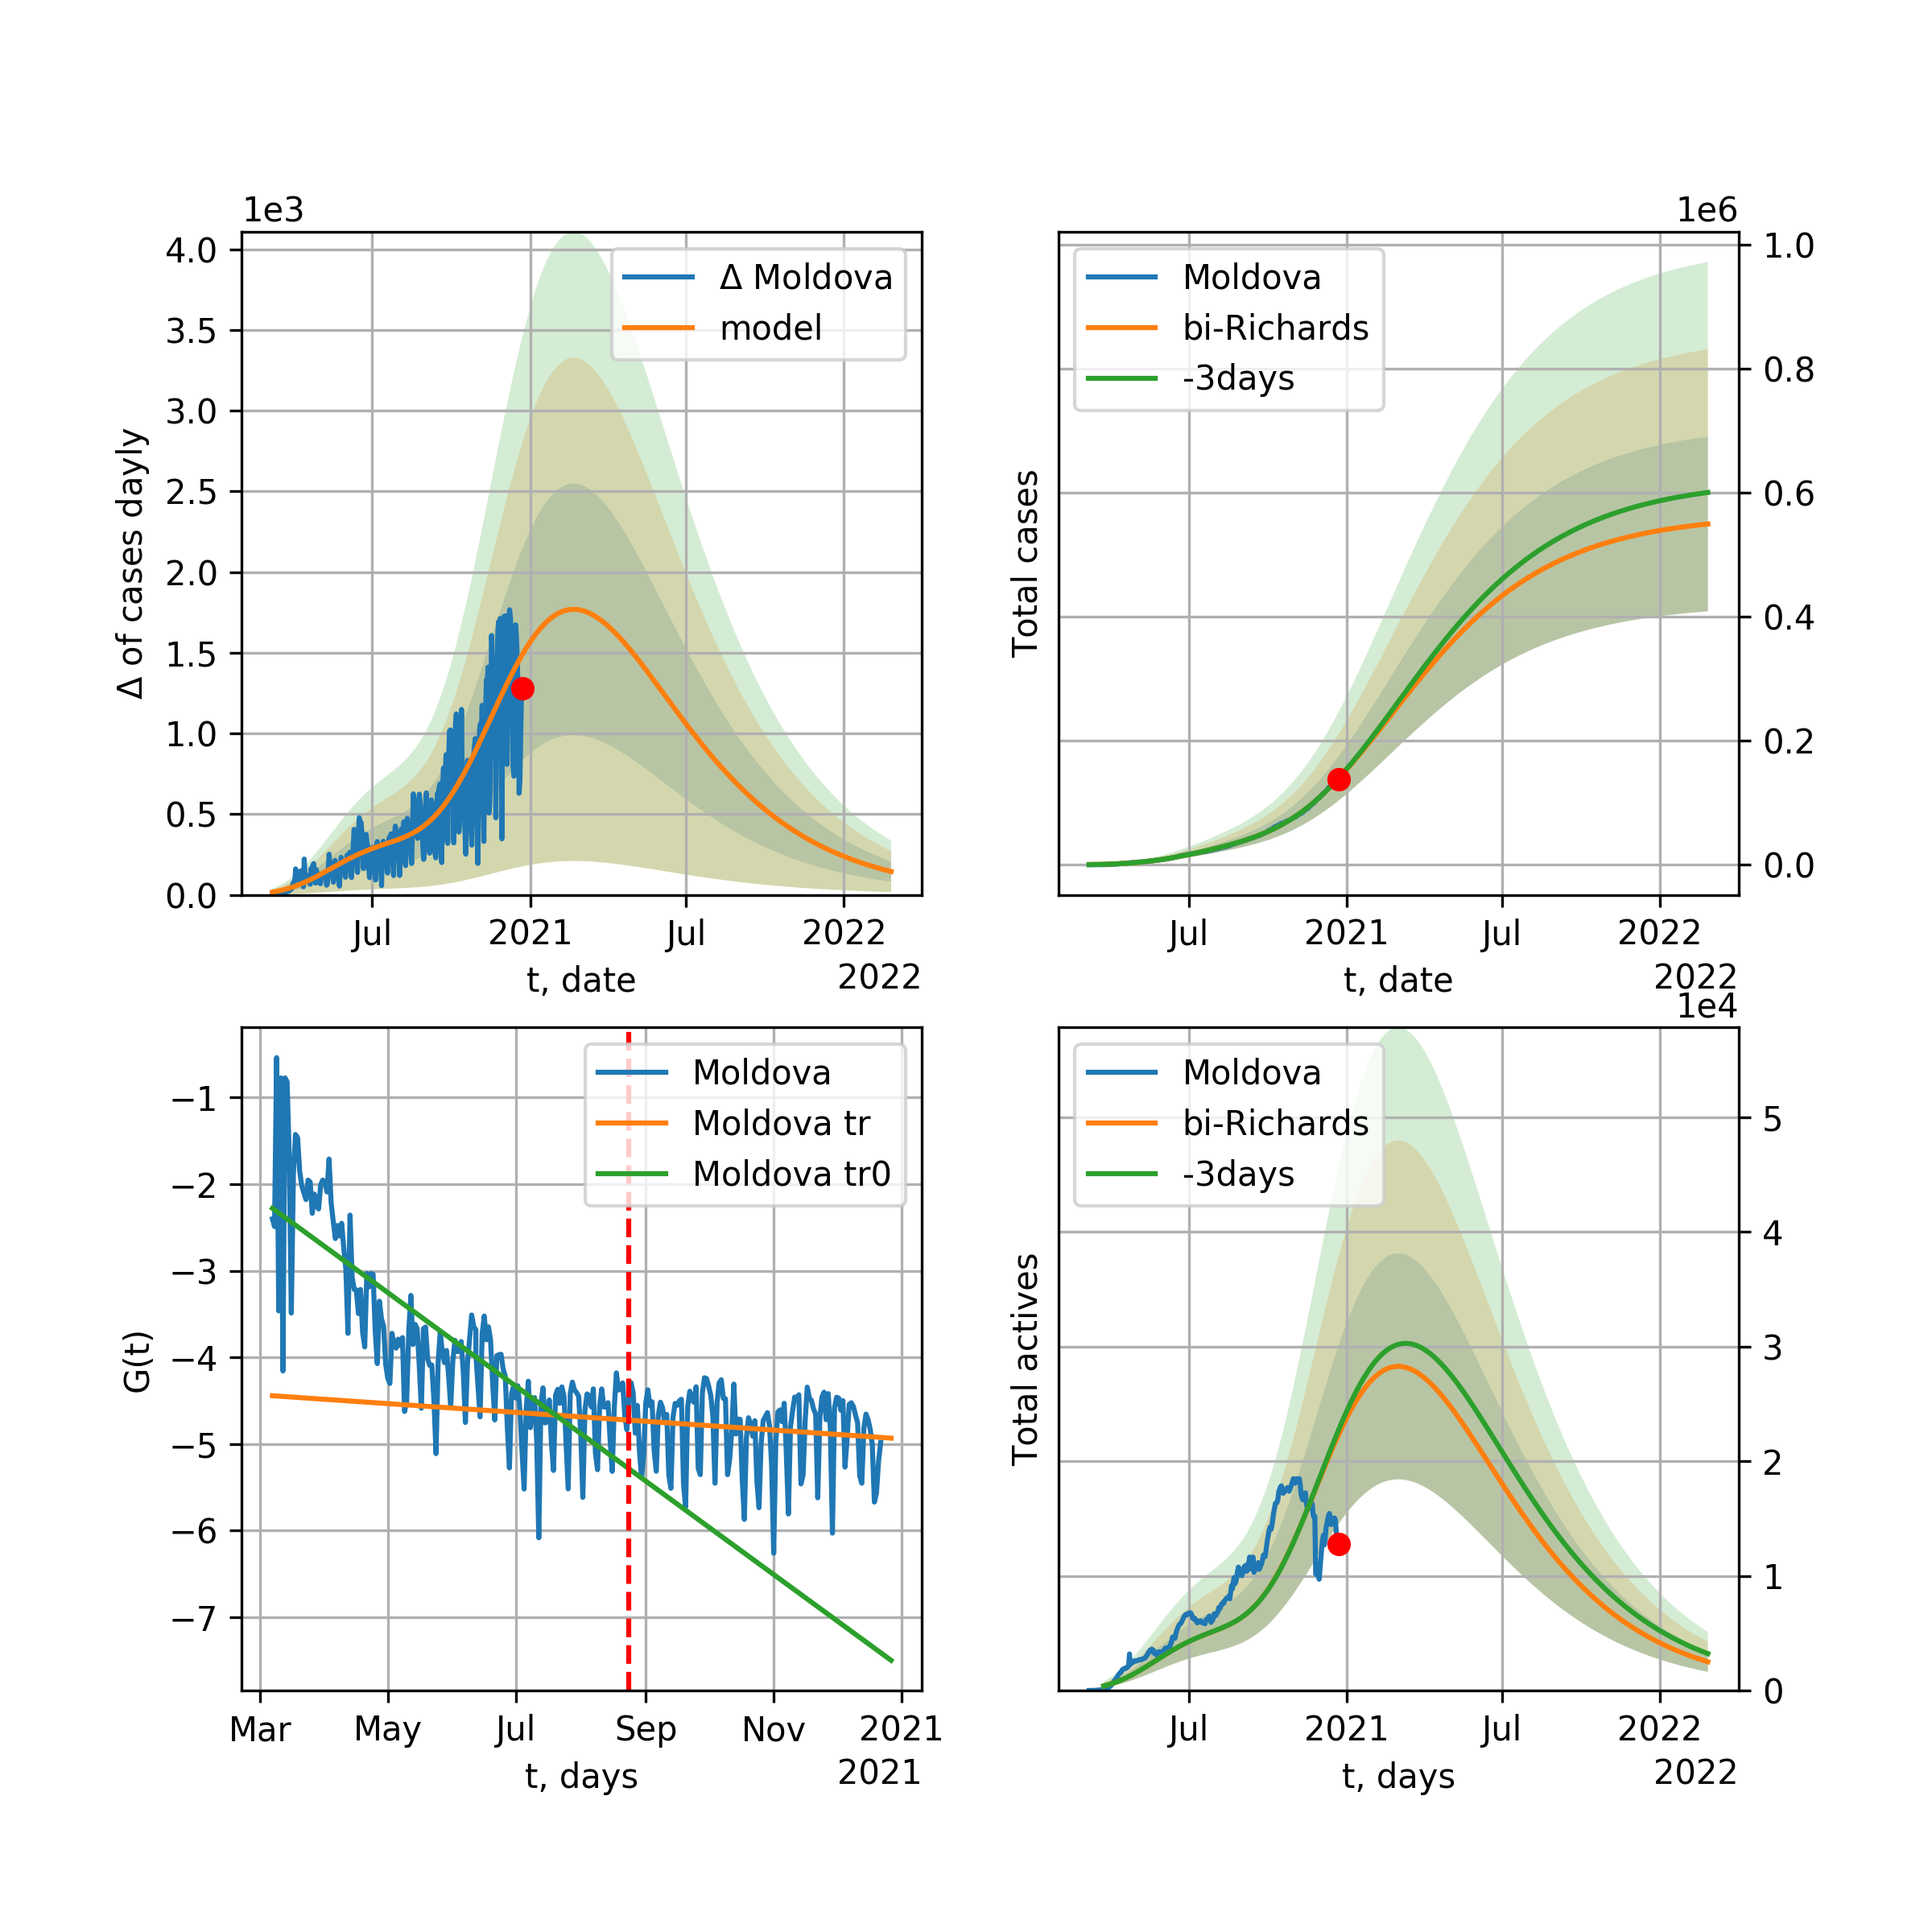 1e3
4.0
3.5
3.0
2.5
2.0
1.5
1.0
0.5
0.0
Δ of cases dayly
Δ Moldova
model
Jul 2021 Jul 2022
t, date
2022
1e6
1.0
0.8
0.6
0.4
0.2
0.0
Total cases
Moldova
bi-Richards
-3days
Jul 2021 Jul 2022
t, date
2022
−1
−2
−3
−4
−5
−6
−7
G(t)
Moldova
Moldova tr
Moldova tr0
Mar May Jul Sep Nov 2021
t, days
2021
1e4
5
4
3
2
1
0
Total actives
Moldova
bi-Richards
-3days
Jul 2021 Jul 2022
t, days
2022